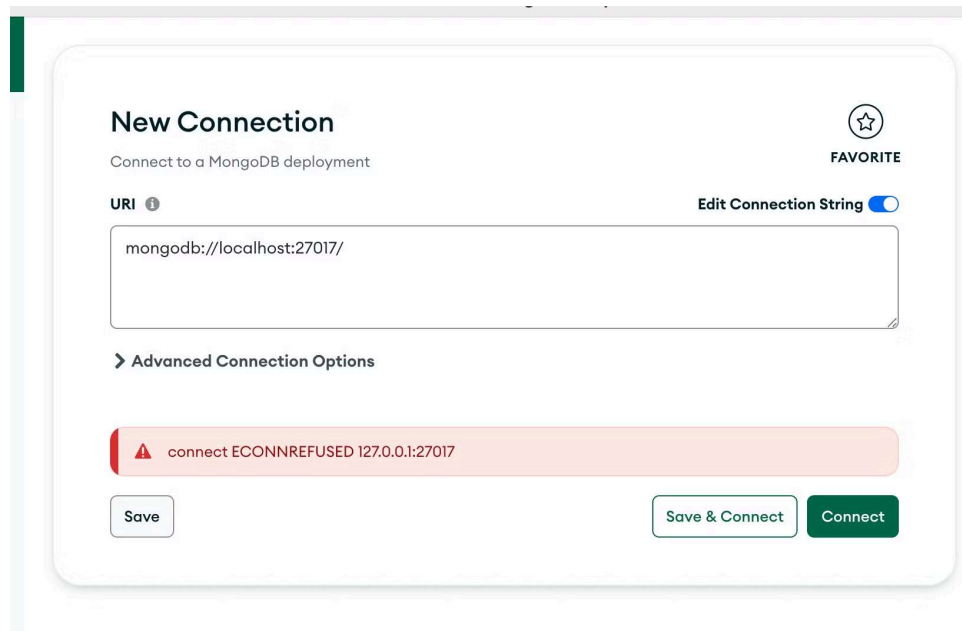 New Connection
FAVORITE
Connect to a MongoDB deployment
URI
Edit Connection String
mongodb://localhost:27017/
Advanced Connection Options
connect ECONNREFUSED 127.0.0.1:27017
Save
Save & Connect
Connect